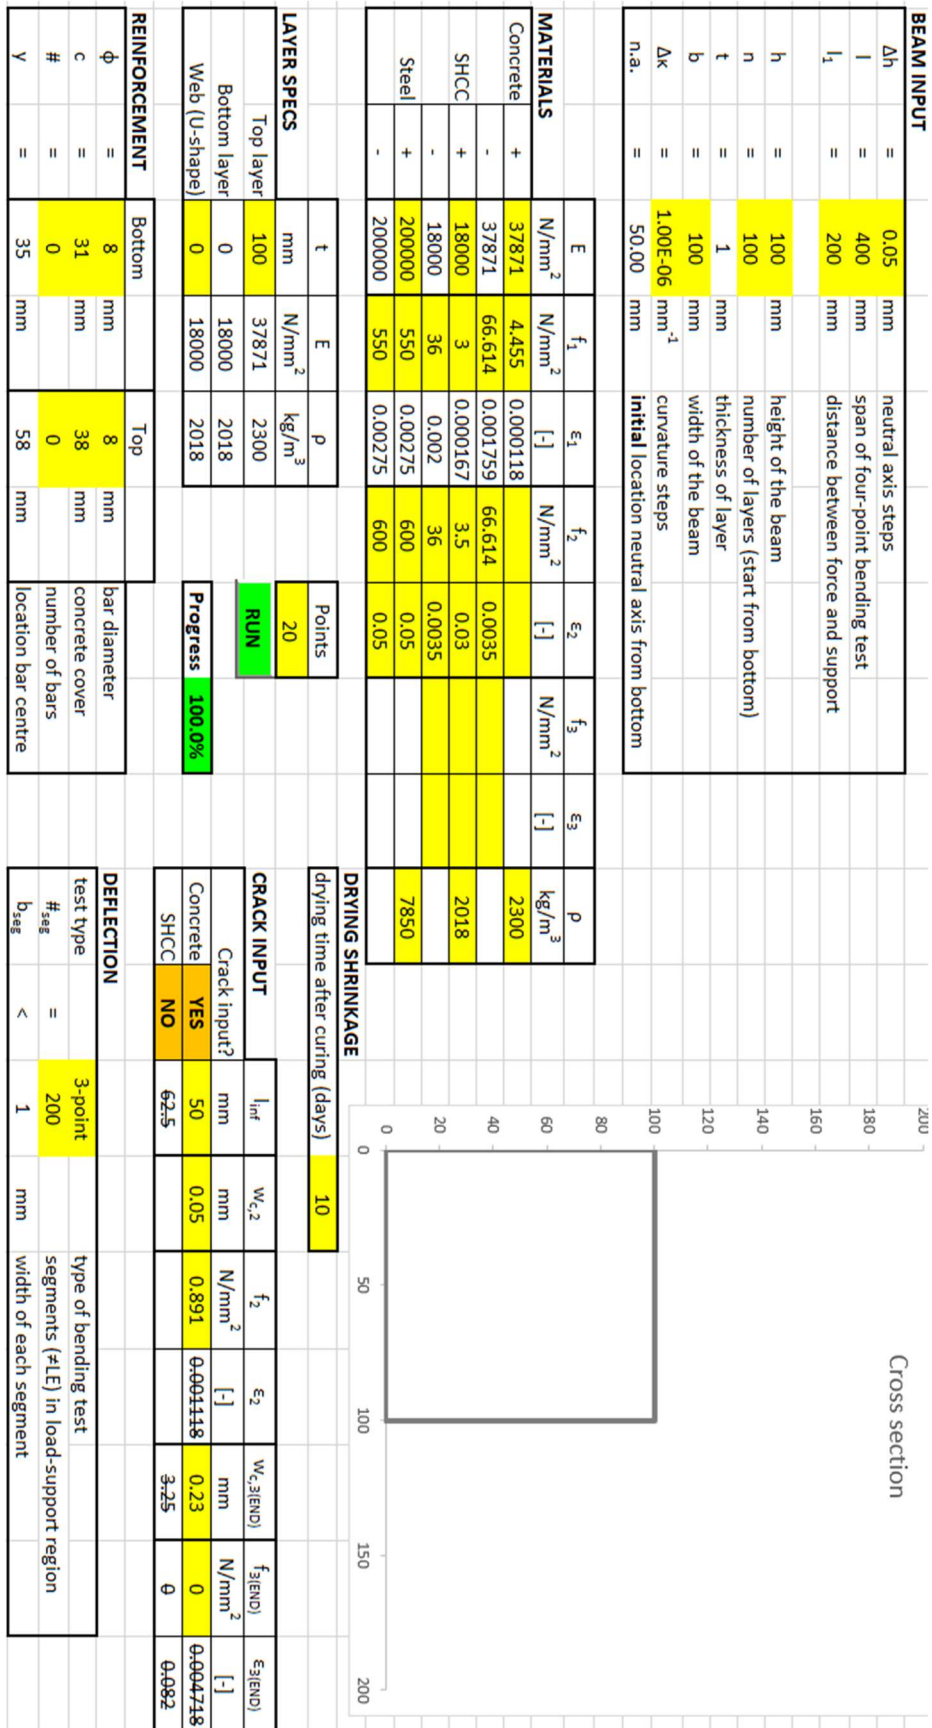 BEAM INPUT
Δh = 0.05 mm neutral axis steps
l = 400 mm span of four-point bending test
l₁ = 200 mm distance between force and support
h = 100 mm height of the beam
n = 100 number of layers (start from bottom)
t = 1 mm thickness of layer
b = 100 mm width of the beam
Δκ = 1.00E-06 mm⁻¹ curvature steps
n.a. = 50.00 mm initial location neutral axis from bottom
Cross section
200
180
160
140
120
100
80
60
40
20
0
0 50 100 150 200
MATERIALS
E f₁ ε₁ f₂ ε₂ f₃ ε₃ ρ
N/mm² N/mm² [-] N/mm² [-] N/mm² [-] kg/m³
Concrete + 37871 4.455 0.000118 2300
- 37871 66.614 0.001759 66.614 0.0035
SHCC + 18000 3 0.000167 3.5 0.03 2018
- 18000 36 0.002 36 0.0035
Steel + 200000 550 0.00275 600 0.05 7850
- 200000 550 0.00275 600 0.05
DRYING SHRINKAGE
drying time after curing (days) 10
LAYER SPECS
t E ρ
mm N/mm² kg/m³
Top layer 100 37871 2300
Bottom layer 0 18000 2018
Web (U-shape) 0 18000 2018
Points
20
RUN
Progress 100.0%
CRACK INPUT
l_inf w_c,2 f₂ ε₂ w_c,3(END) f_3(END) ε_3(END)
Crack input? mm mm N/mm² [-] mm N/mm² [-]
Concrete YES 50 0.05 0.891 0.001118 0.23 0 0.004718
SHCC NO 62.5 3.25 0 0.082
REINFORCEMENT
Bottom Top
ϕ = 8 mm 8 mm bar diameter
c = 31 mm 38 mm concrete cover
# = 0 0 number of bars
y = 35 mm 58 mm location bar centre
DEFLECTION
test type 3-point type of bending test
#seg = 200 segments (≠LE) in load-support region
b_seg < 1 mm width of each segment